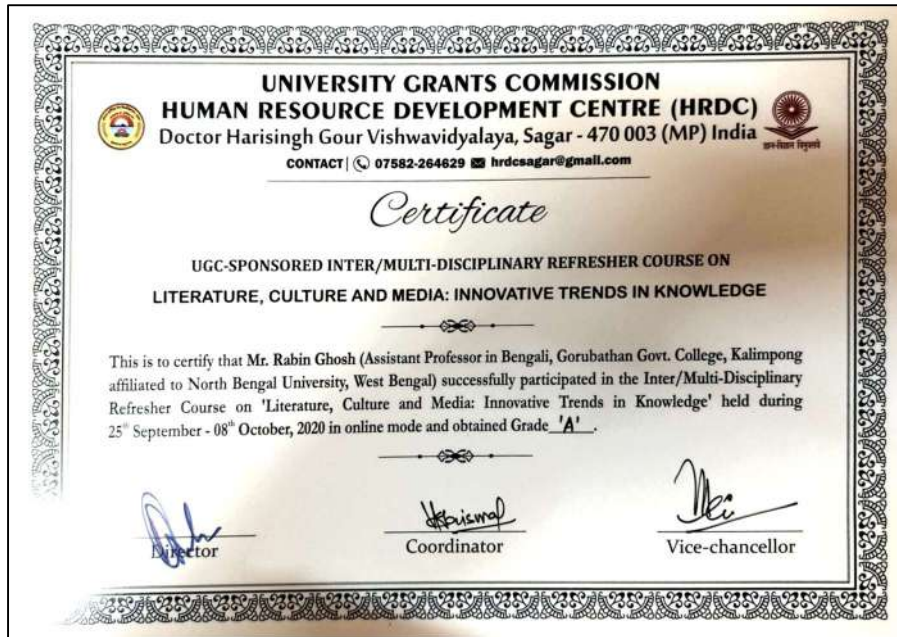 UNIVERSITY GRANTS COMMISSION
HUMAN RESOURCE DEVELOPMENT CENTRE (HRDC)
Doctor Harisingh Gour Vishwavidyalaya, Sagar - 470 003 (MP) India
ज्ञान-विज्ञान विमुक्तये
CONTACT| 07582-264629 hrdcsagar@gmail.com
Certificate
UGC-SPONSORED INTER/MULTI-DISCIPLINARY REFRESHER COURSE ON
LITERATURE, CULTURE AND MEDIA: INNOVATIVE TRENDS IN KNOWLEDGE
This is to certify that Mr. Rabin Ghosh (Assistant Professor in Bengali, Gorubathan Govt. College, Kalimpong
affiliated to North Bengal University, West Bengal) successfully participated in the Inter/Multi-Disciplinary
Refresher Course on 'Literature, Culture and Media: Innovative Trends in Knowledge' held during
25th September - 08th October, 2020 in online mode and obtained Grade 'A' .
Director
Coordinator
Vice-chancellor